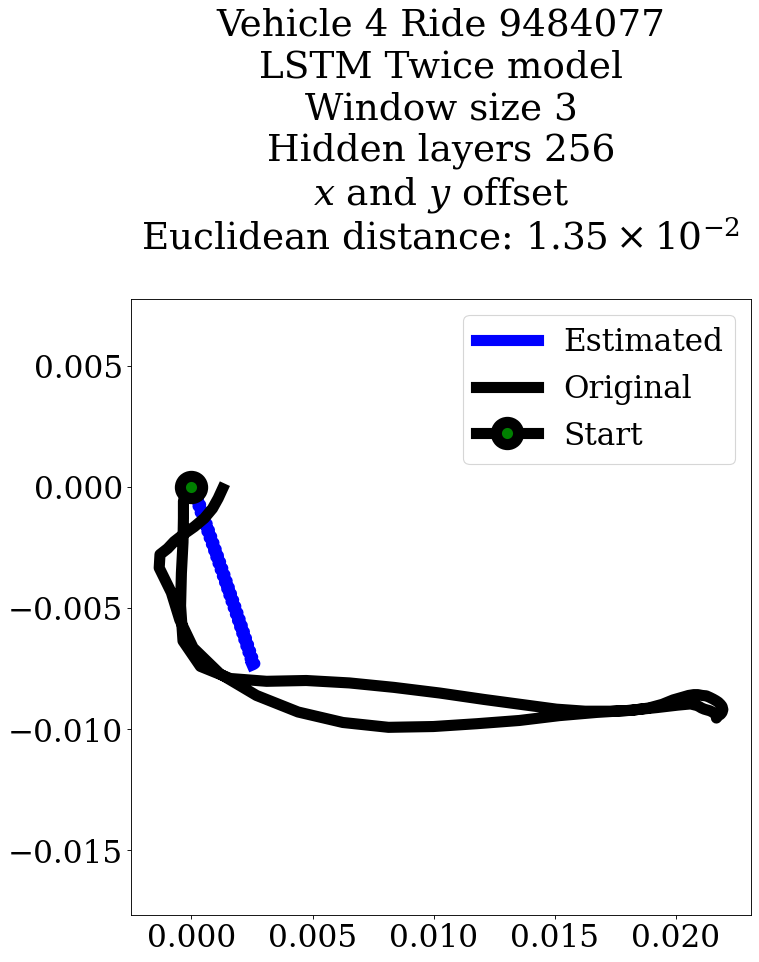 Vehicle 4 Ride 9484077
LSTM Twice model
Window size 3
Hidden layers 256
x and y offset
Euclidean distance: 1.35 × 10⁻²
Estimated
Original
Start
0.005
0.000
−0.005
−0.010
−0.015
0.000 0.005 0.010 0.015 0.020